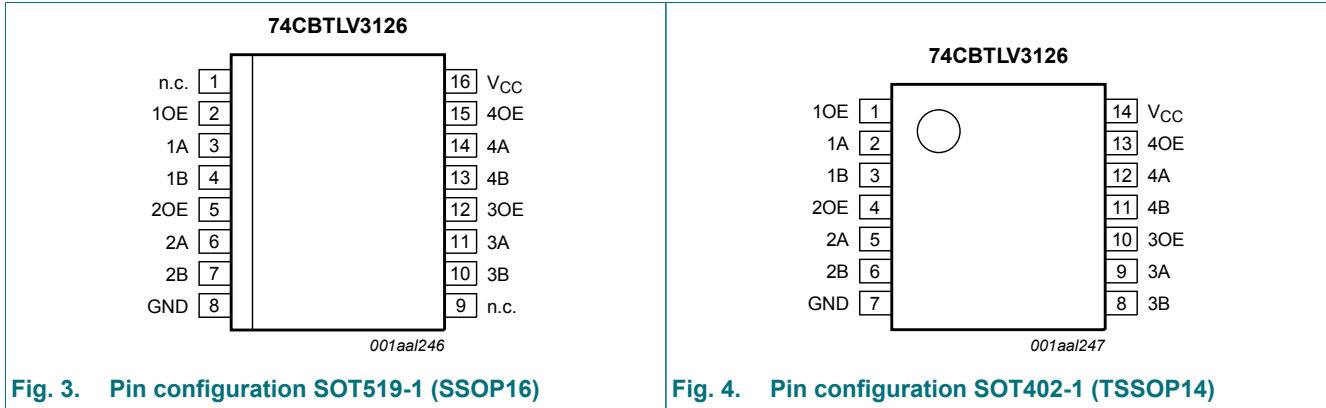 74CBTLV3126
n.c. 1 16 VCC
1OE 2 15 4OE
1A 3 14 4A
1B 4 13 4B
2OE 5 12 3OE
2A 6 11 3A
2B 7 10 3B
GND 8 9 n.c.
001aal246
Fig. 3. Pin configuration SOT519-1 (SSOP16)
74CBTLV3126
1OE 1 14 VCC
1A 2 13 4OE
1B 3 12 4A
2OE 4 11 4B
2A 5 10 3OE
2B 6 9 3A
GND 7 8 3B
001aal247
Fig. 4. Pin configuration SOT402-1 (TSSOP14)